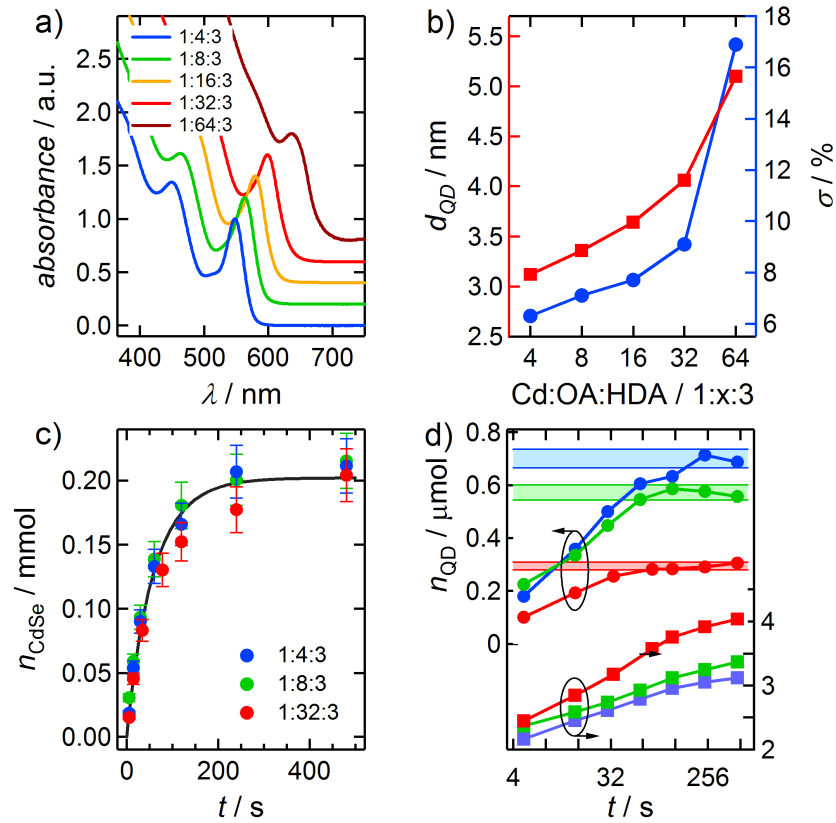 a)
absorbance / a.u.
2.5
2.0
1.5
1.0
0.5
0.0
1:4:3
1:8:3
1:16:3
1:32:3
1:64:3
400 500 600 700
λ / nm
b)
d_QD / nm
5.5
5.0
4.5
4.0
3.5
3.0
2.5
18
16
14
12
10
8
6
σ / %
4 8 16 32 64
Cd:OA:HDA / 1:x:3
c)
n_CdSe / mmol
0.20
0.15
0.10
0.05
0.00
1:4:3
1:8:3
1:32:3
0 200 400
t / s
d)
n_QD / μmol
0.8
0.6
0.4
0.2
0
4
3
2
4 32 256
t / s